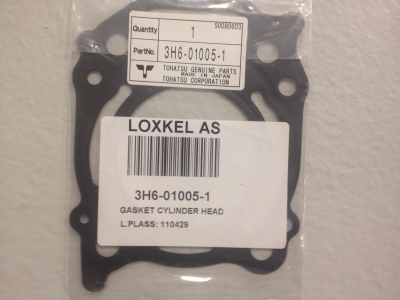 S0080603
Quantity 1
PartNo. 3H6-01005-1
TOHATSU GENUINE PARTS
MADE IN JAPAN
TOHATSU CORPORATION
LOXKEL AS
3H6-01005-1
GASKET CYLINDER HEAD
L.PLASS: 110429